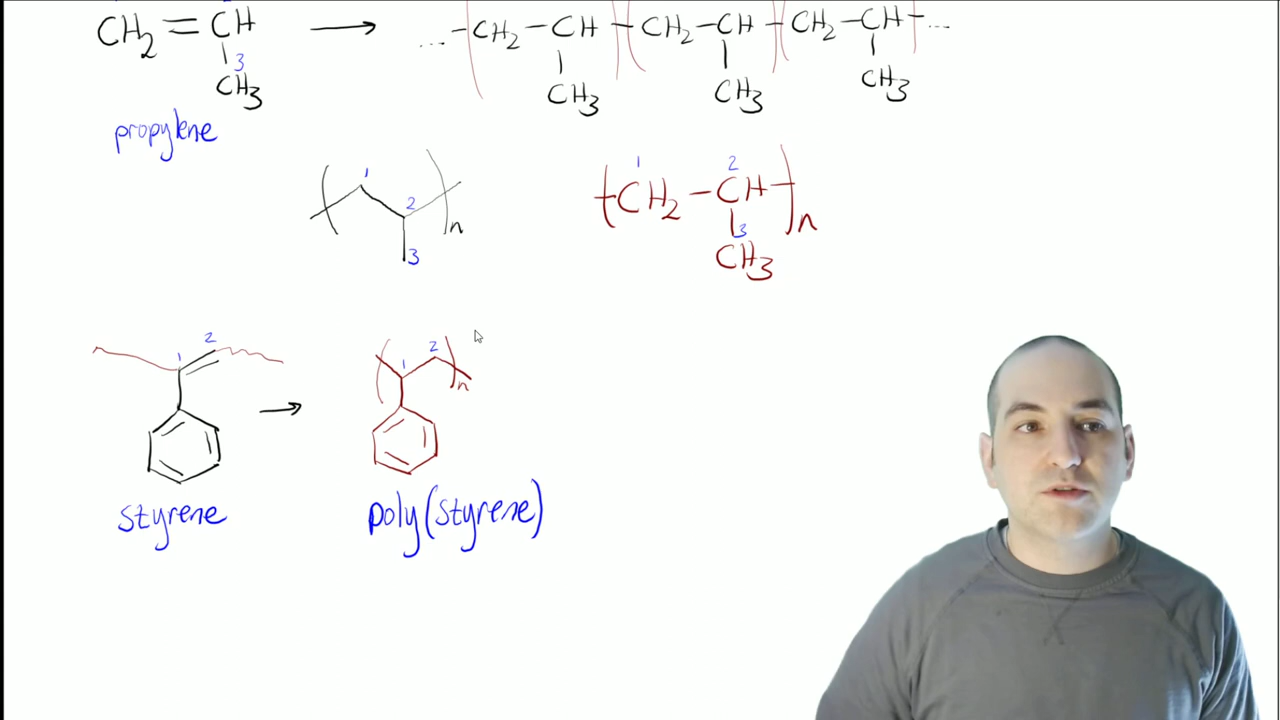 CH2 = CH → ... - CH2 - CH - CH2 - CH - CH2 - CH - ...
3
CH3 CH3 CH3 CH3
propylene
1 2 3 n
1 2
CH2 - CH n
3
CH3
1 2 → 1 2 n
styrene poly(styrene)